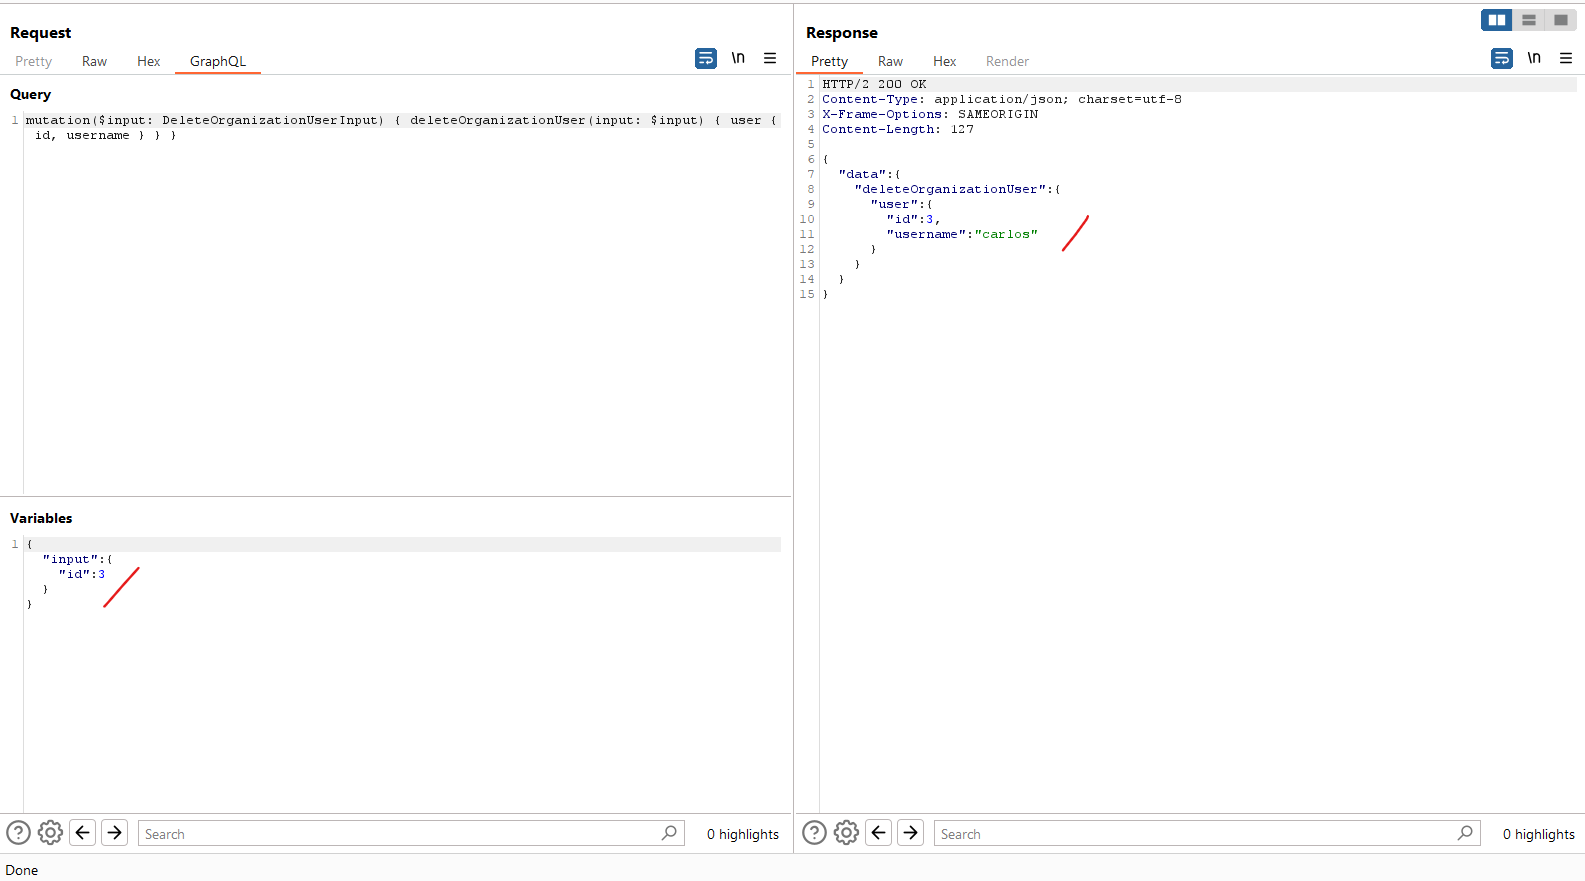 Request
Pretty Raw Hex GraphQL \n
Query
1 mutation($input: DeleteOrganizationUserInput) { deleteOrganizationUser(input: $input) { user {
id, username } } }
Variables
1 {
"input":{
"id":3
}
}
? Search 0 highlights
Done
Response
Pretty Raw Hex Render \n
1 HTTP/2 200 OK
2 Content-Type: application/json; charset=utf-8
3 X-Frame-Options: SAMEORIGIN
4 Content-Length: 127
5
6 {
7 "data":{
8 "deleteOrganizationUser":{
9 "user":{
10 "id":3,
11 "username":"carlos"
12 }
13 }
14 }
15 }
? Search 0 highlights